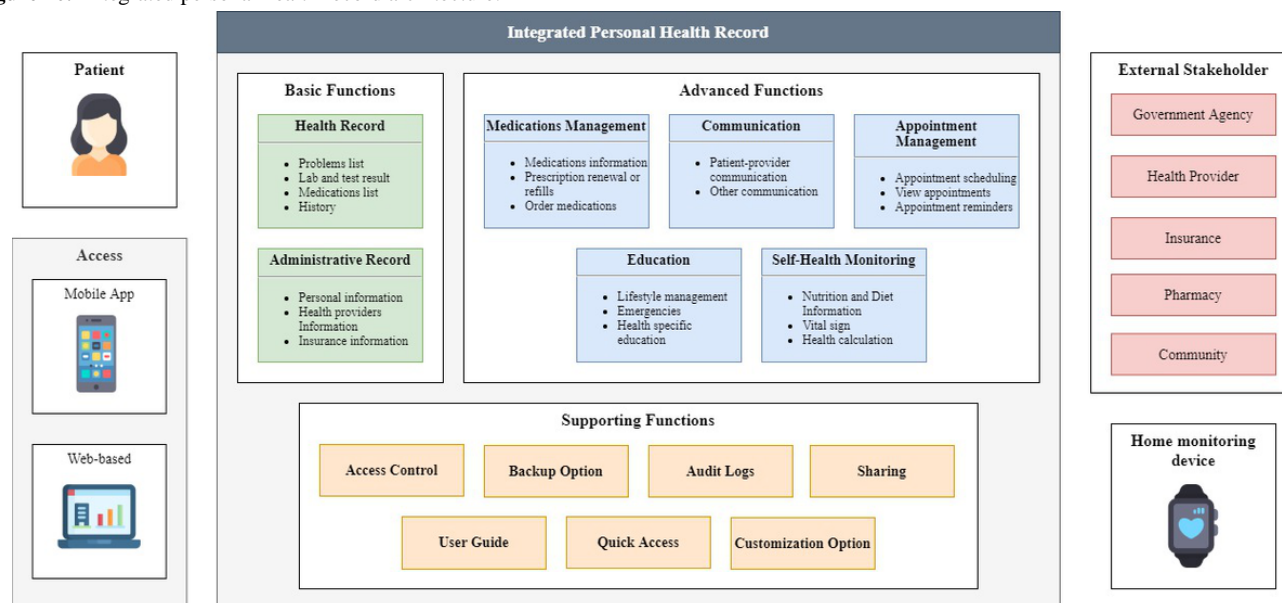 Integrated Personal Health Record
Patient
Access
Mobile App
Web-based
Basic Functions
Health Record
• Problems list
• Lab and test result
• Medications list
• History
Administrative Record
• Personal information
• Health providers
Information
• Insurance information
Advanced Functions
Medications Management
• Medications information
• Prescription renewal or
refills
• Order medications
Communication
• Patient-provider
communication
• Other communication
Appointment
Management
• Appointment scheduling
• View appointments
• Appointment reminders
Education
• Lifestyle management
• Emergencies
• Health specific
education
Self-Health Monitoring
• Nutrition and Diet
Information
• Vital sign
• Health calculation
Supporting Functions
Access Control
Backup Option
Audit Logs
Sharing
User Guide
Quick Access
Customization Option
External Stakeholder
Government Agency
Health Provider
Insurance
Pharmacy
Community
Home monitoring
device